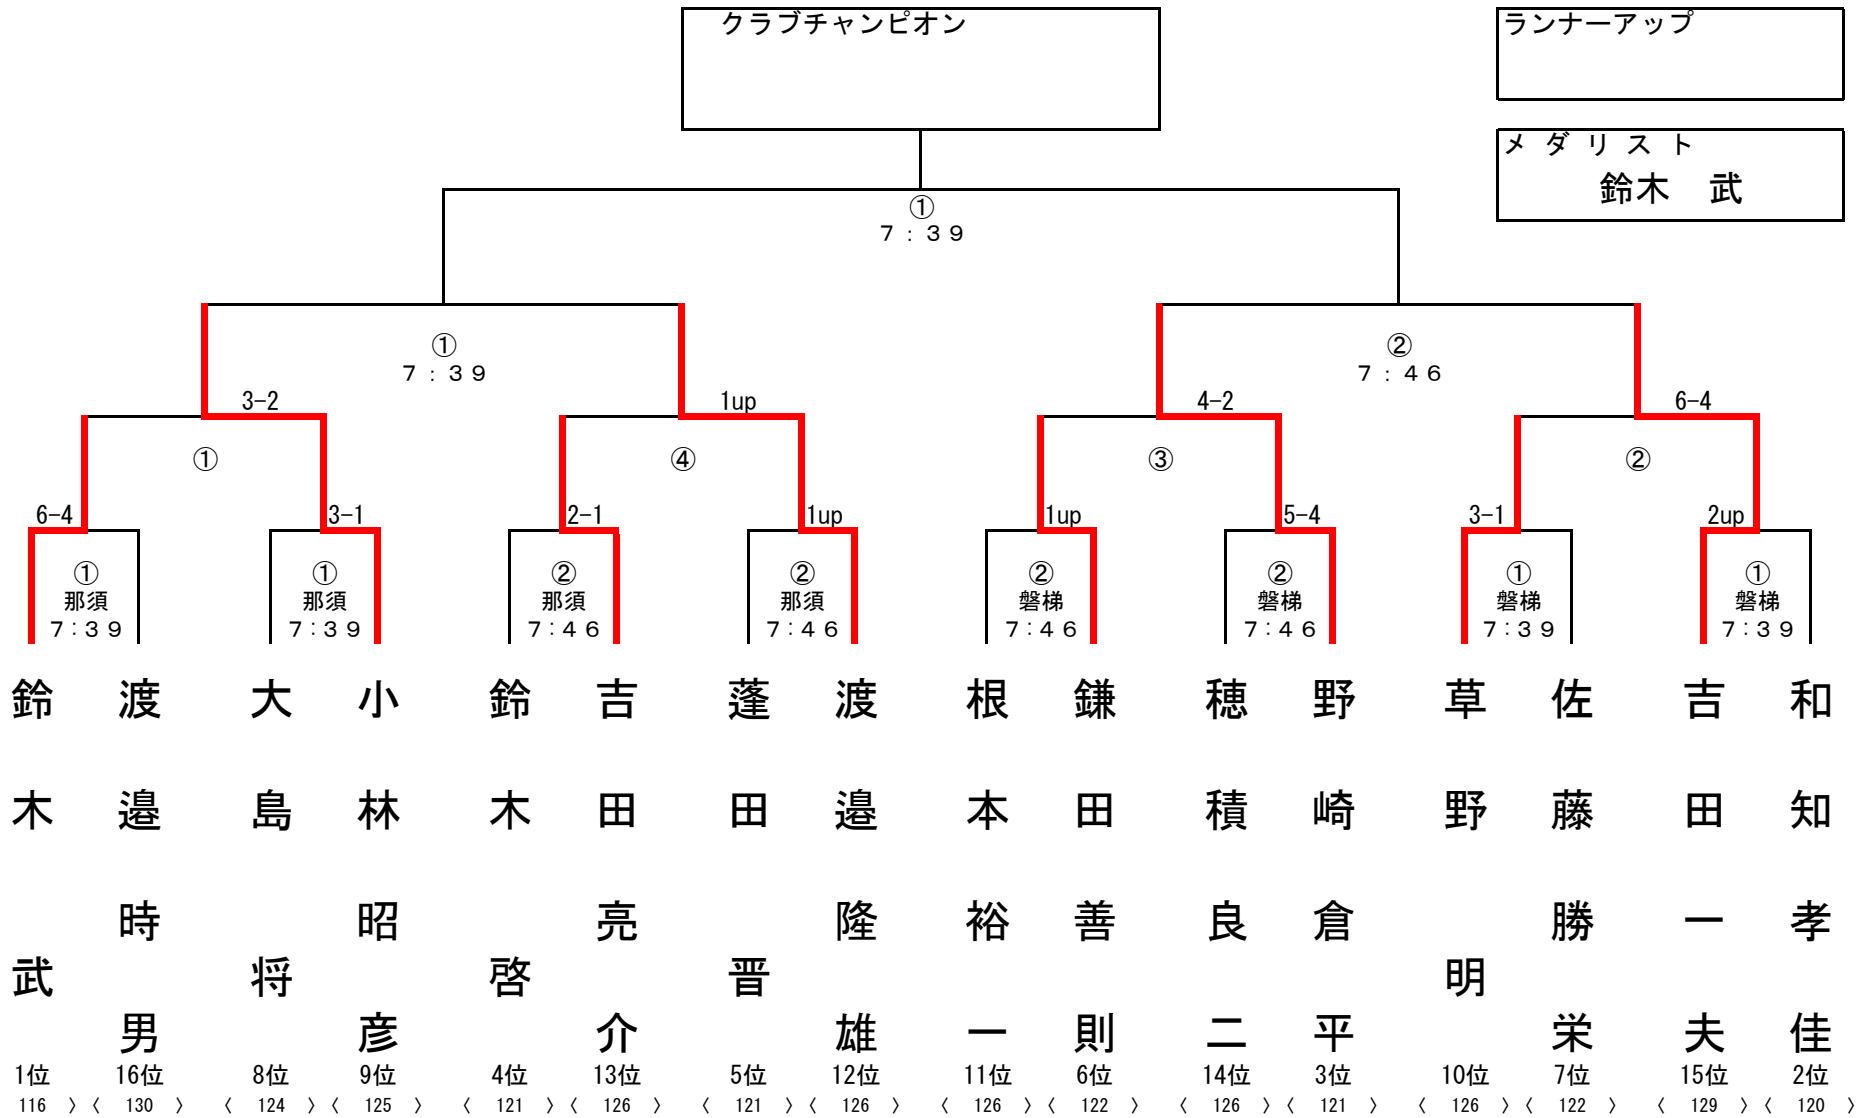 クラブチャンピオン
ランナーアップ
メダリスト
鈴木　武
①
７：３９
①
７：３９
②
７：４６
3-2
1up
4-2
6-4
①
④
③
②
6-4
3-1
2-1
1up
1up
5-4
3-1
2up
①
那須
７：３９
①
那須
７：３９
②
那須
７：４６
②
那須
７：４６
②
磐梯
７：４６
②
磐梯
７：４６
①
磐梯
７：３９
①
磐梯
７：３９
鈴木武
渡邉時男
大島将
小林昭彦
鈴木啓
吉田亮介
蓬田晋
渡邉隆雄
根本裕一
鎌田善則
穂積良二
野崎倉平
草野明
佐藤勝栄
吉田一夫
和知孝佳
1位 16位 8位 9位 4位 13位 5位 12位 11位 6位 14位 3位 10位 7位 15位 2位
116 〉〈 130 〉 〈 124 〉〈 125 〉 〈 121 〉〈 126 〉 〈 121 〉〈 126 〉 〈 126 〉〈 122 〉 〈 126 〉〈 121 〉 〈 126 〉〈 122 〉 〈 129 〉〈 120 〉